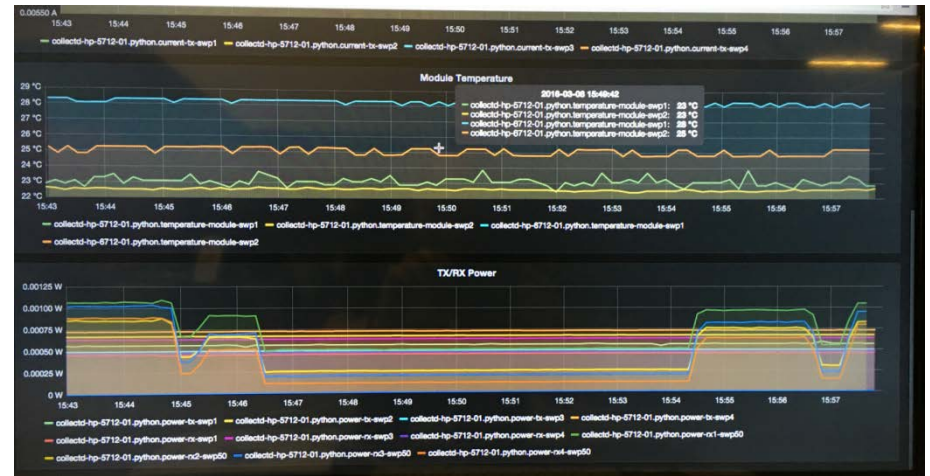 0.00550 A
15:43 15:44 15:45 15:46 15:47 15:48 15:49 15:50 15:51 15:52 15:53 15:54 15:55 15:56 15:57
collectd-hp-5712-01.python.current-tx-swp1 collectd-hp-5712-01.python.current-tx-swp2 collectd-hp-5712-01.python.current-tx-swp3 collectd-hp-5712-01.python.current-tx-swp4
Module Temperature
29 °C
28 °C
27 °C
26 °C
25 °C
24 °C
23 °C
22 °C
2016-03-08 15:49:42
collectd-hp-5712-01.python.temperature-module-swp1: 23 °C
collectd-hp-5712-01.python.temperature-module-swp2: 23 °C
collectd-hp-6712-01.python.temperature-module-swp1: 28 °C
collectd-hp-6712-01.python.temperature-module-swp2: 25 °C
15:43 15:44 15:45 15:46 15:47 15:48 15:49 15:50 15:51 15:52 15:53 15:54 15:55 15:56 15:57
collectd-hp-5712-01.python.temperature-module-swp1 collectd-hp-5712-01.python.temperature-module-swp2 collectd-hp-6712-01.python.temperature-module-swp1
collectd-hp-6712-01.python.temperature-module-swp2
TX/RX Power
0.00125 W
0.00100 W
0.00075 W
0.00050 W
0.00025 W
0 W
15:43 15:44 15:45 15:46 15:47 15:48 15:49 15:50 15:51 15:52 15:53 15:54 15:55 15:56 15:57
collectd-hp-5712-01.python.power-tx-swp1 collectd-hp-5712-01.python.power-tx-swp2 collectd-hp-5712-01.python.power-tx-swp3 collectd-hp-5712-01.python.power-tx-swp4
collectd-hp-5712-01.python.power-rx-swp1 collectd-hp-5712-01.python.power-rx-swp3 collectd-hp-5712-01.python.power-rx-swp4 collectd-hp-6712-01.python.power-rx1-swp50
collectd-hp-6712-01.python.power-rx2-swp50 collectd-hp-6712-01.python.power-rx3-swp50 collectd-hp-6712-01.python.power-rx4-swp50